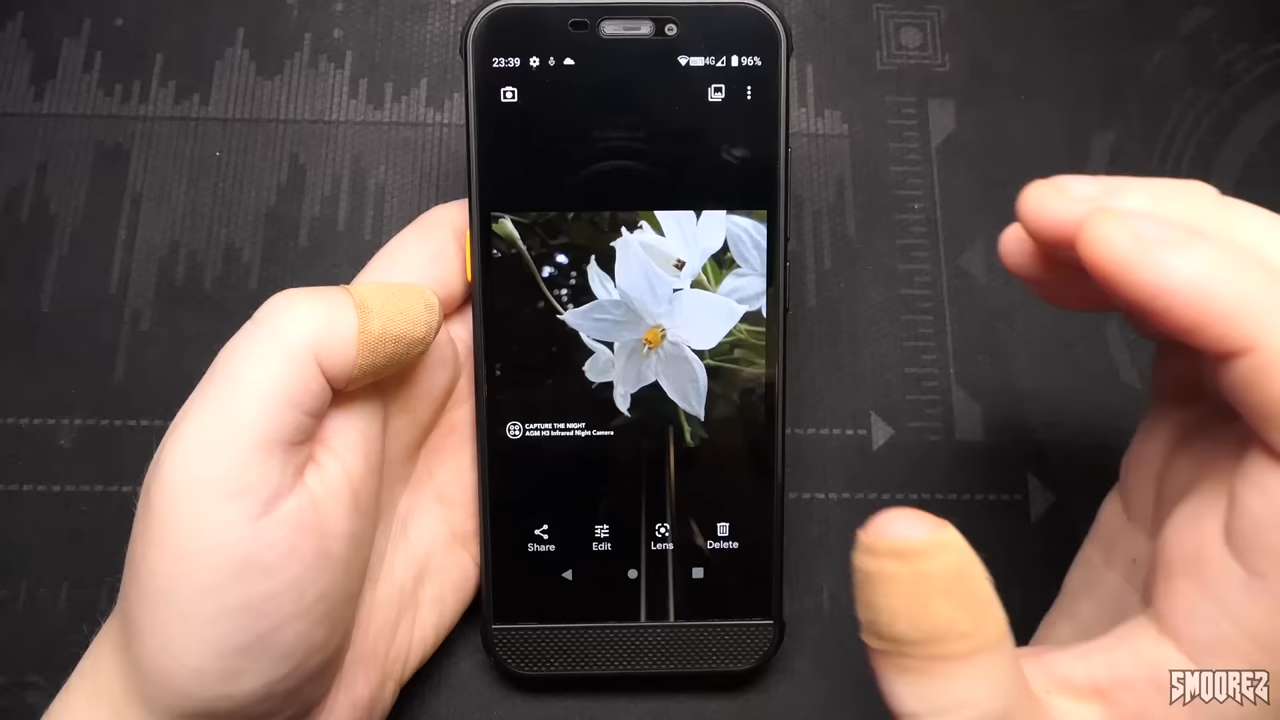 23:39
4G
96%
CAPTURE THE NIGHT
AGM H3 Infrared Night Camera
Share
Edit
Lens
Delete
SMOOREZ